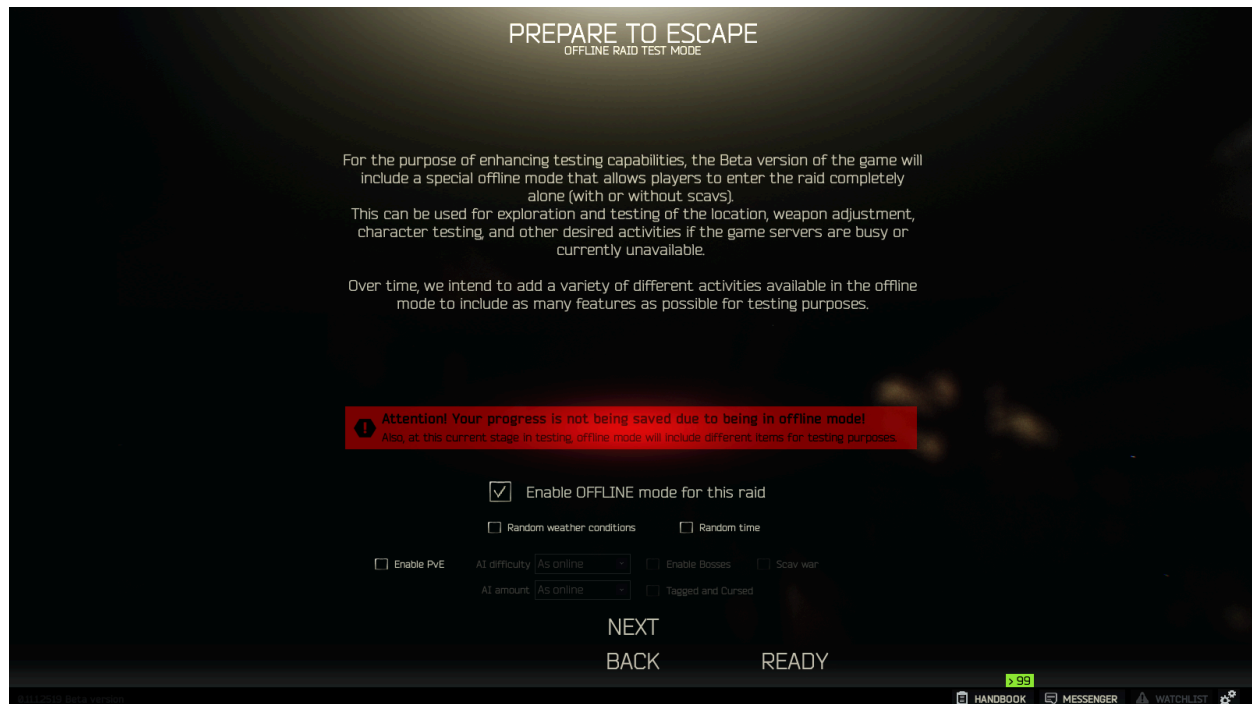 PREPARE TO ESCAPE
OFFLINE RAID TEST MODE
For the purpose of enhancing testing capabilities, the Beta version of the game will
include a special offline mode that allows players to enter the raid completely
alone (with or without scavs).
This can be used for exploration and testing of the location, weapon adjustment,
character testing, and other desired activities if the game servers are busy or
currently unavailable.
Over time, we intend to add a variety of different activities available in the offline
mode to include as many features as possible for testing purposes.
Attention! Your progress is not being saved due to being in offline mode!
Also, at this current stage in testing, offline mode will include different items for testing purposes.
Enable OFFLINE mode for this raid
Random weather conditions Random time
Enable PvE AI difficulty As online Enable Bosses Scav war
AI amount As online Tagged and Cursed
NEXT
BACK READY
> 99
Beta version HANDBOOK MESSENGER WATCHLIST